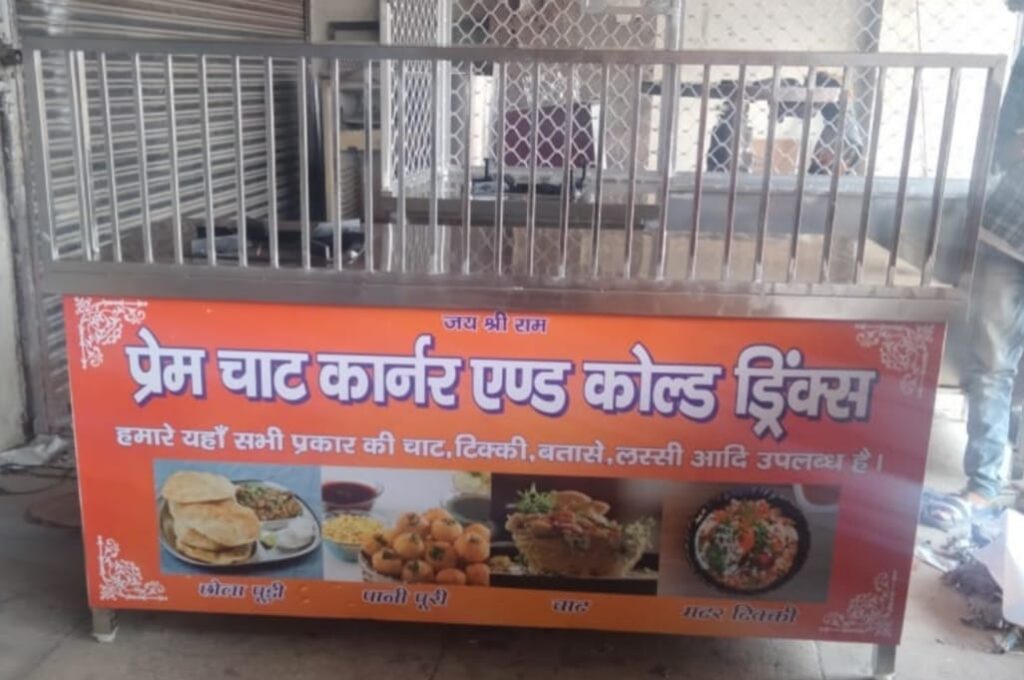 जय श्री राम
प्रेम चाट कार्नर एण्ड कोल्ड ड्रिंक्स
हमारे यहाँ सभी प्रकार की चाट,टिक्की,बतासे,लस्सी आदि उपलब्ध है।
छोला पूड़ी पानी पूरी चाट मटर टिक्की